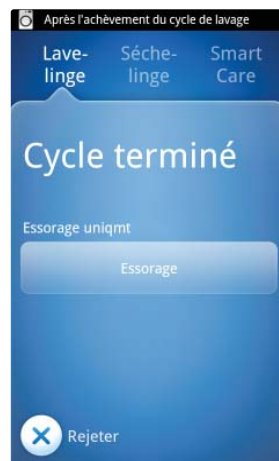 Après l'achèvement du cycle de lavage
Lave-
linge
Séche-
linge
Smart
Care
Cycle terminé
Essorage uniqmt
Essorage
Rejeter